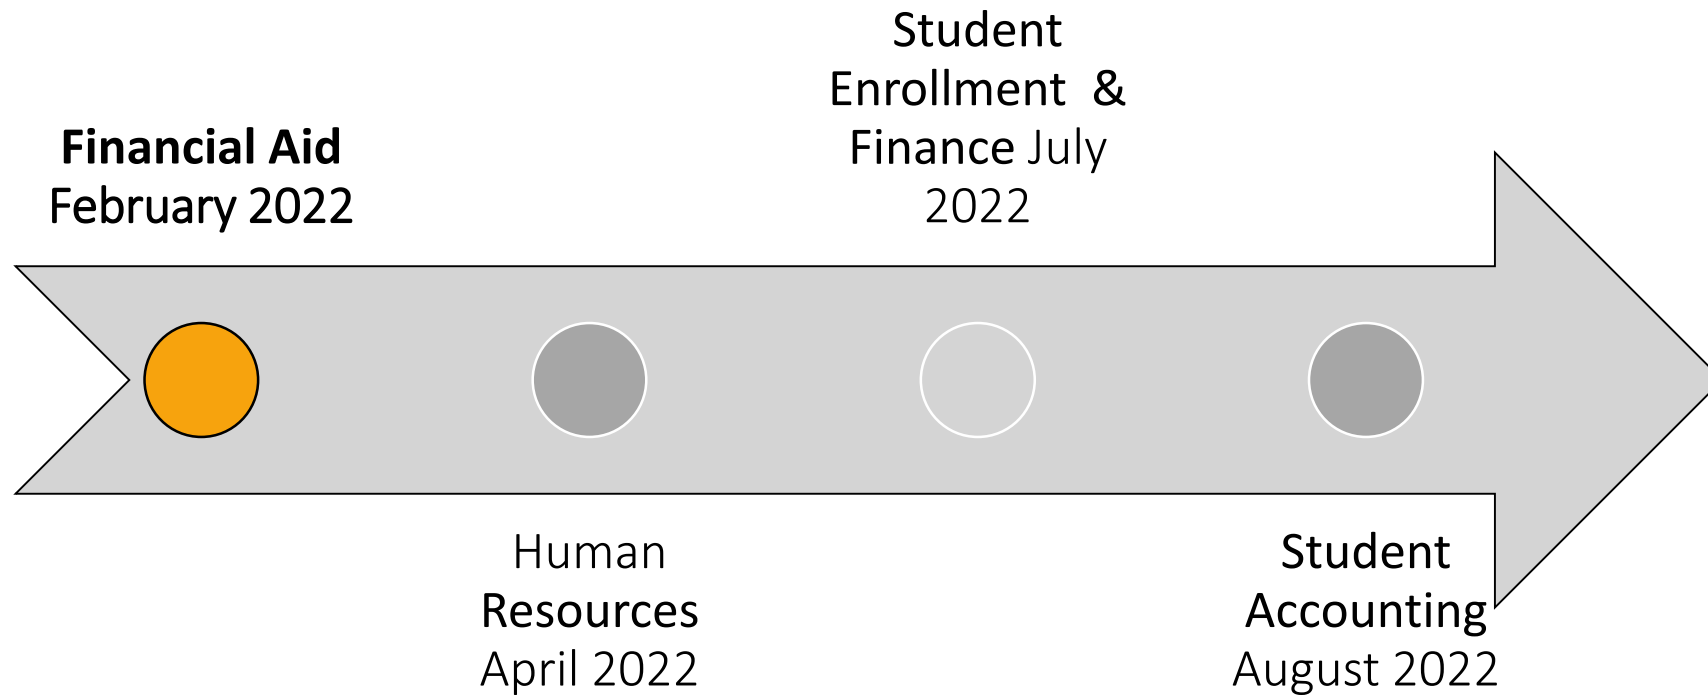 Financial Aid
February 2022
Human
Resources
April 2022
Student
Enrollment  &
Finance July
2022
Student
Accounting
August 2022